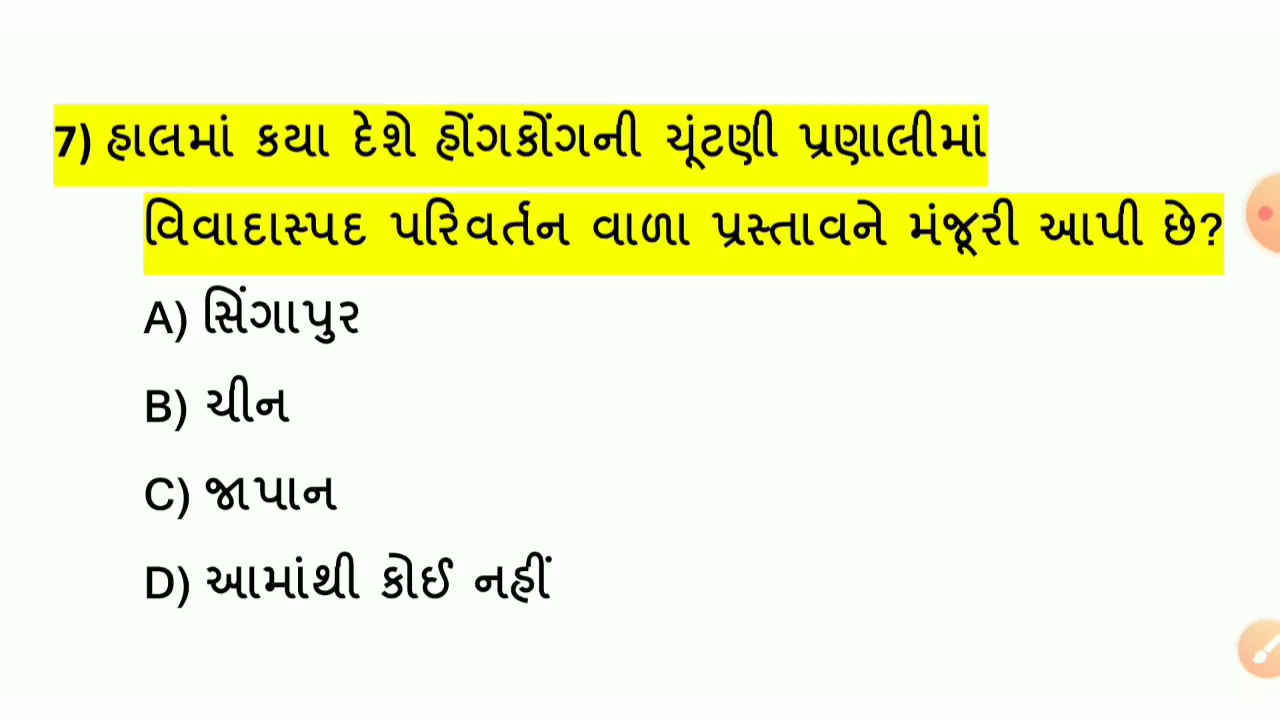 7) હાલમાં કયા દેશે હોંગકોંગની ચૂંટણી પ્રણાલીમાં
વિવાદાસ્પદ પરિવર્તન વાળા પ્રસ્તાવને મંજૂરી આપી છે?
A) સિંગાપુર
B) ચીન
C) જાપાન
D) આમાંથી કોઈ નહીં